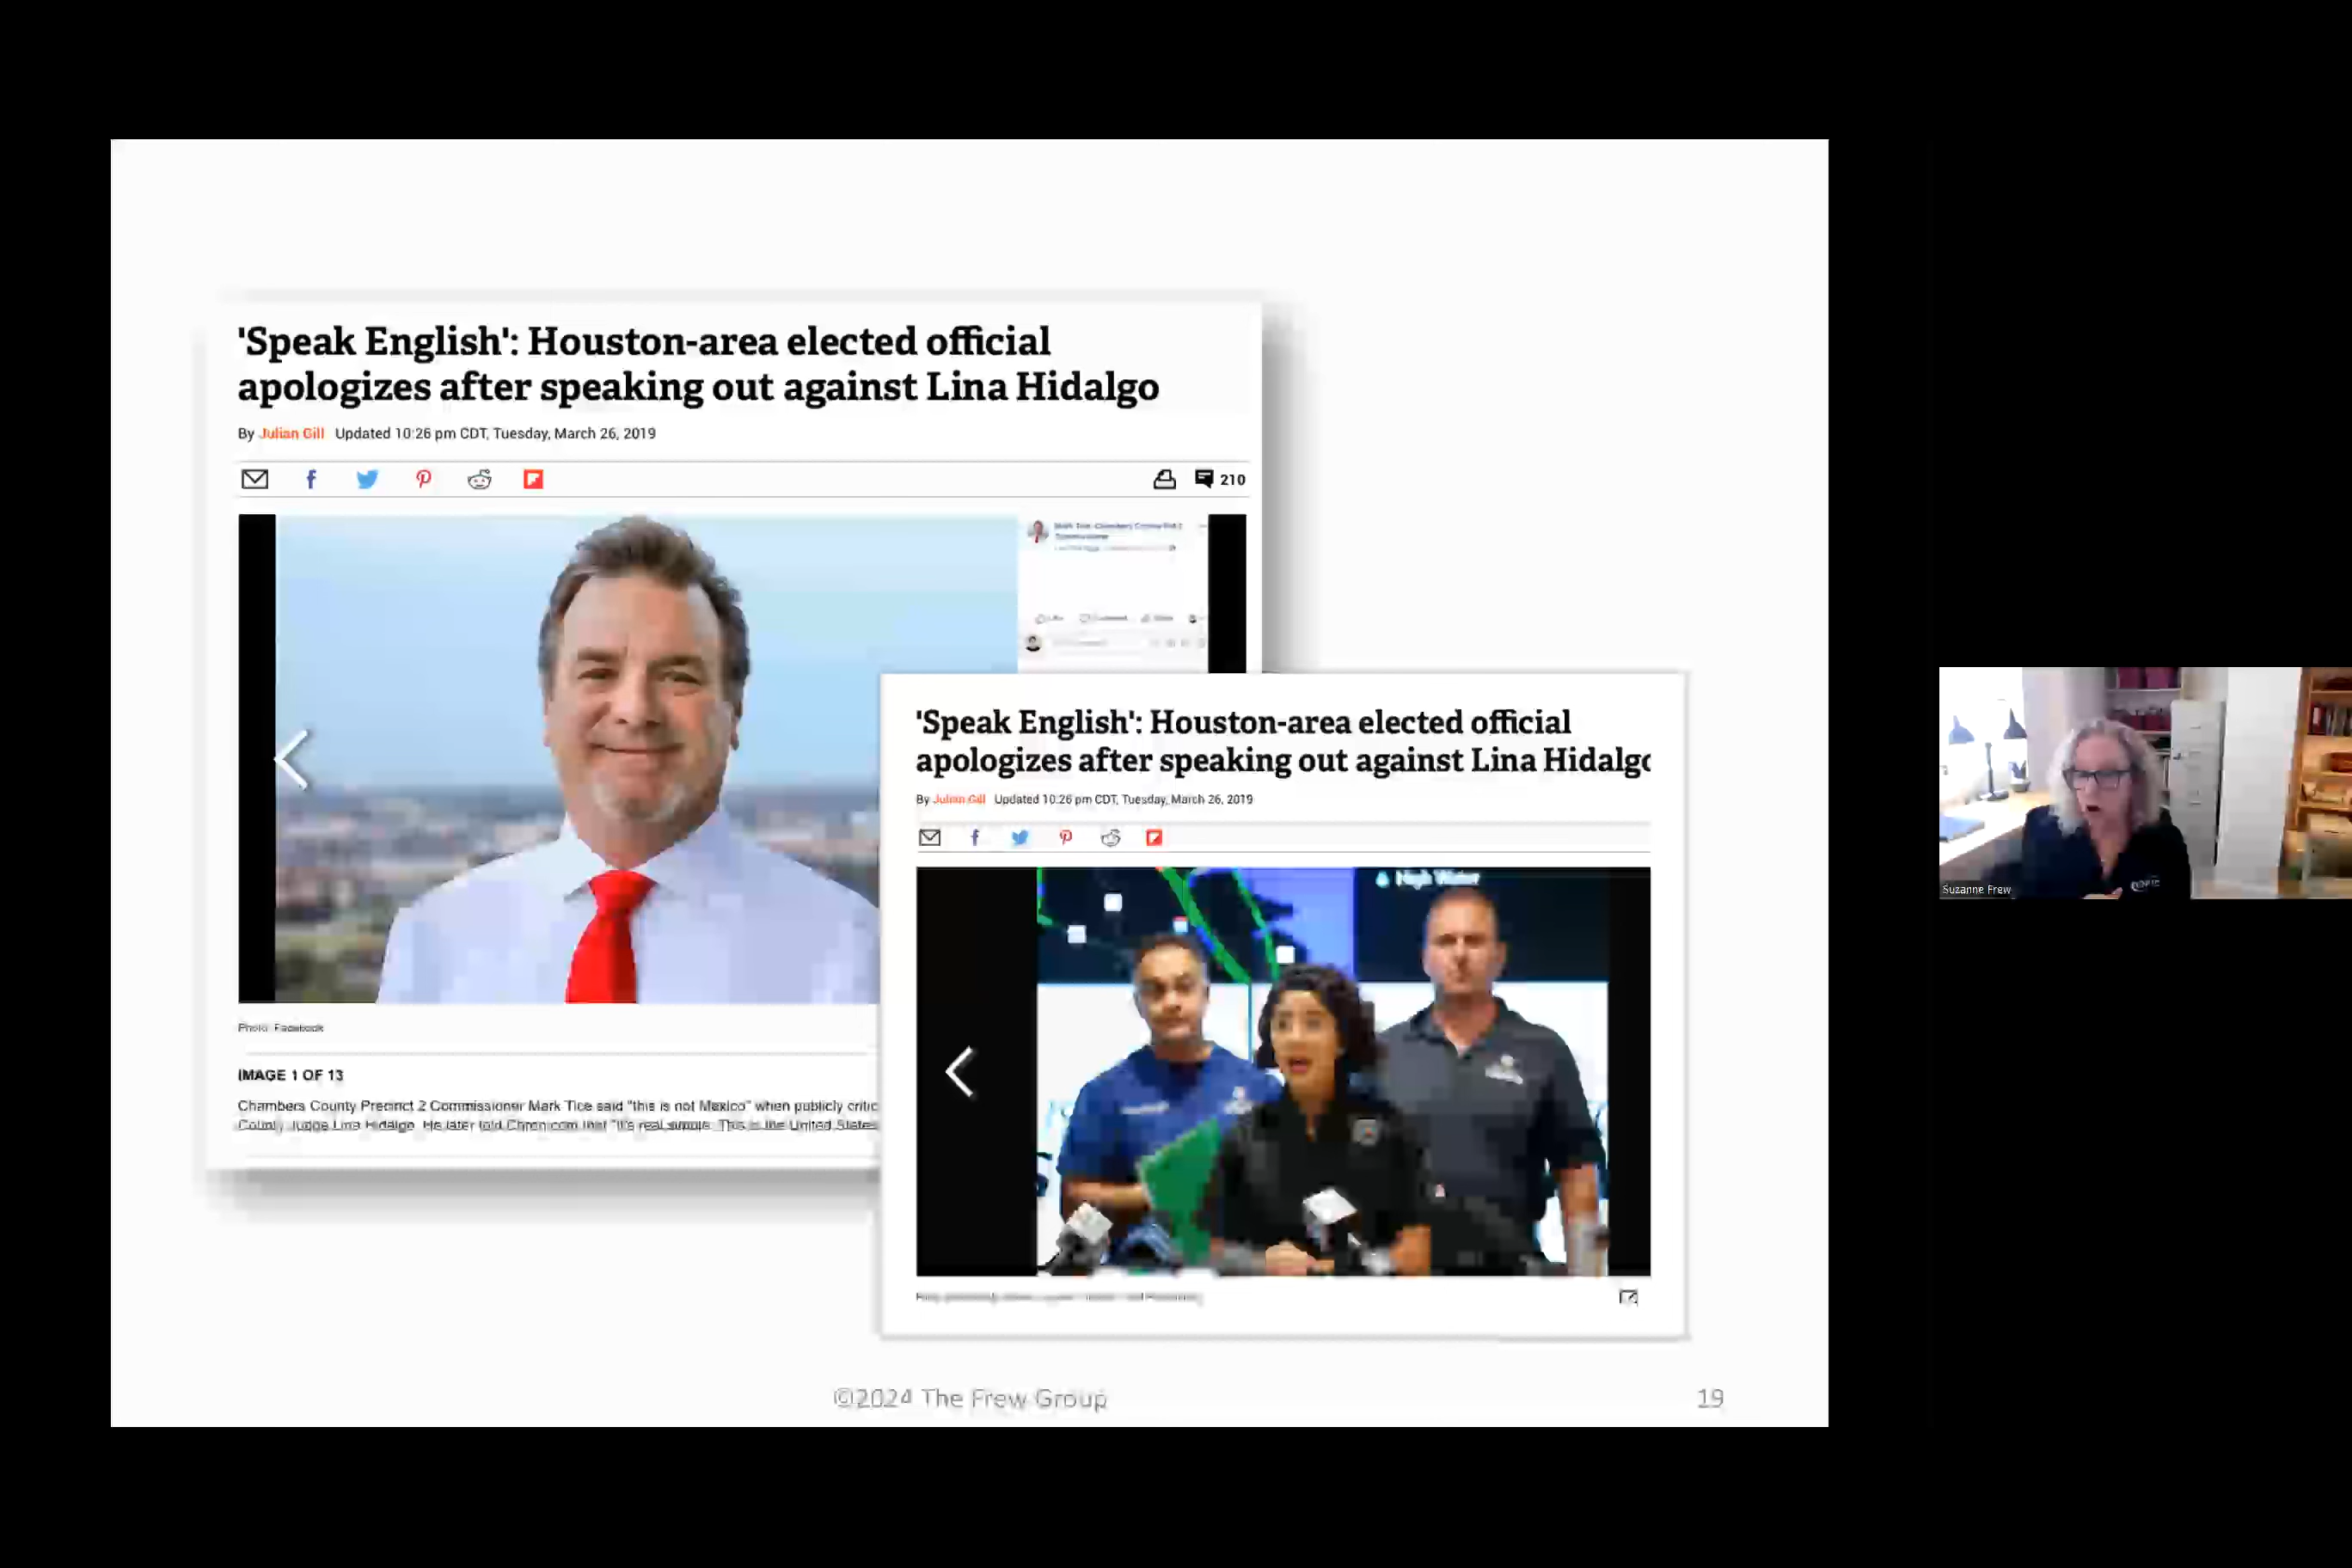 'Speak English': Houston-area elected official
apologizes after speaking out against Lina Hidalgo
By Julian Gill Updated 10:26 pm CDT, Tuesday, March 26, 2019
210
Photo: Facebook
IMAGE 1 OF 13
Chambers County Precinct 2 Commissioner Mark Tice said "this is not Mexico" when publicly critic
County Judge Lina Hidalgo. He later told Chron.com that "It's real simple. This is the United States
'Speak English': Houston-area elected official
apologizes after speaking out against Lina Hidalgo
By Julian Gill Updated 10:26 pm CDT, Tuesday, March 26, 2019
High Water
©2024 The Frew Group
19
Suzanne Frew